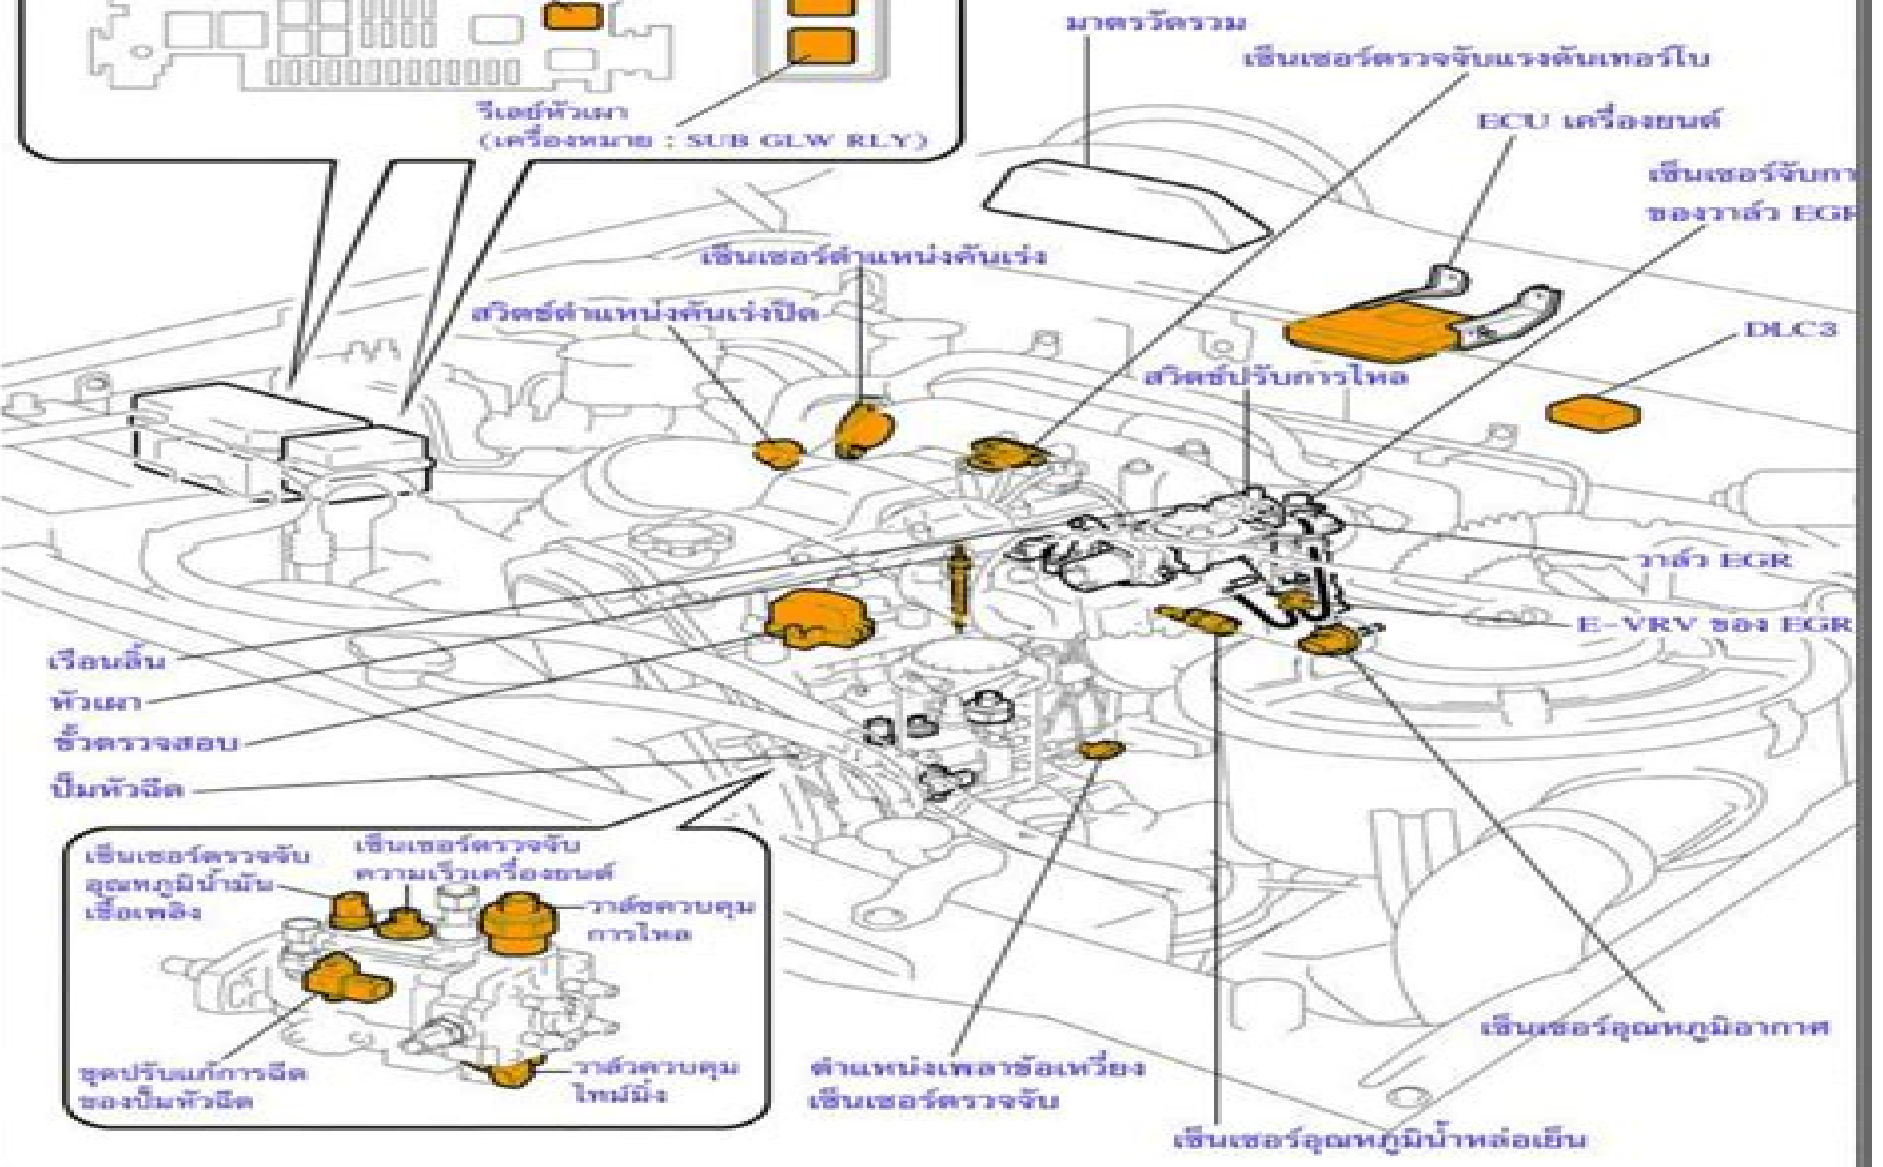 มาตรวัดรวม
เซ็นเซอร์ตรวจจับแรงดันเทอร์โบ
รีเลย์หัวเผา
(เครื่องหมาย : SUB GLW RLY)
ECU เครื่องยนต์
เซ็นเซอร์จับกา
ของวาล์ว EGR
เซ็นเซอร์ตำแหน่งคันเร่ง
สวิตช์ตำแหน่งคันเร่งปิด
DLC3
สวิตช์ปรับการไหล
วาล์ว EGR
E-VRV ของ EGR
เรือนลิ้น
หัวเผา
ขั้วตรวจสอบ
ปั๊มหัวฉีด
เซ็นเซอร์ตรวจจับ
อุณหภูมิน้ำมัน
เชื้อเพลิง
เซ็นเซอร์ตรวจจับ
ความเร็วเครื่องยนต์
วาล์ซควบคุม
การไหล
ชุดปรับแก้การฉีด
ของปั๊มหัวฉีด
วาล์วควบคุม
ไทม์มิ่ง
ตำแหน่งเพลาข้อเหวี่ยง
เซ็นเซอร์ตรวจจับ
เซ็นเซอร์อุณหภูมิอากาศ
เซ็นเซอร์อุณหภูมิน้ำหล่อเย็น